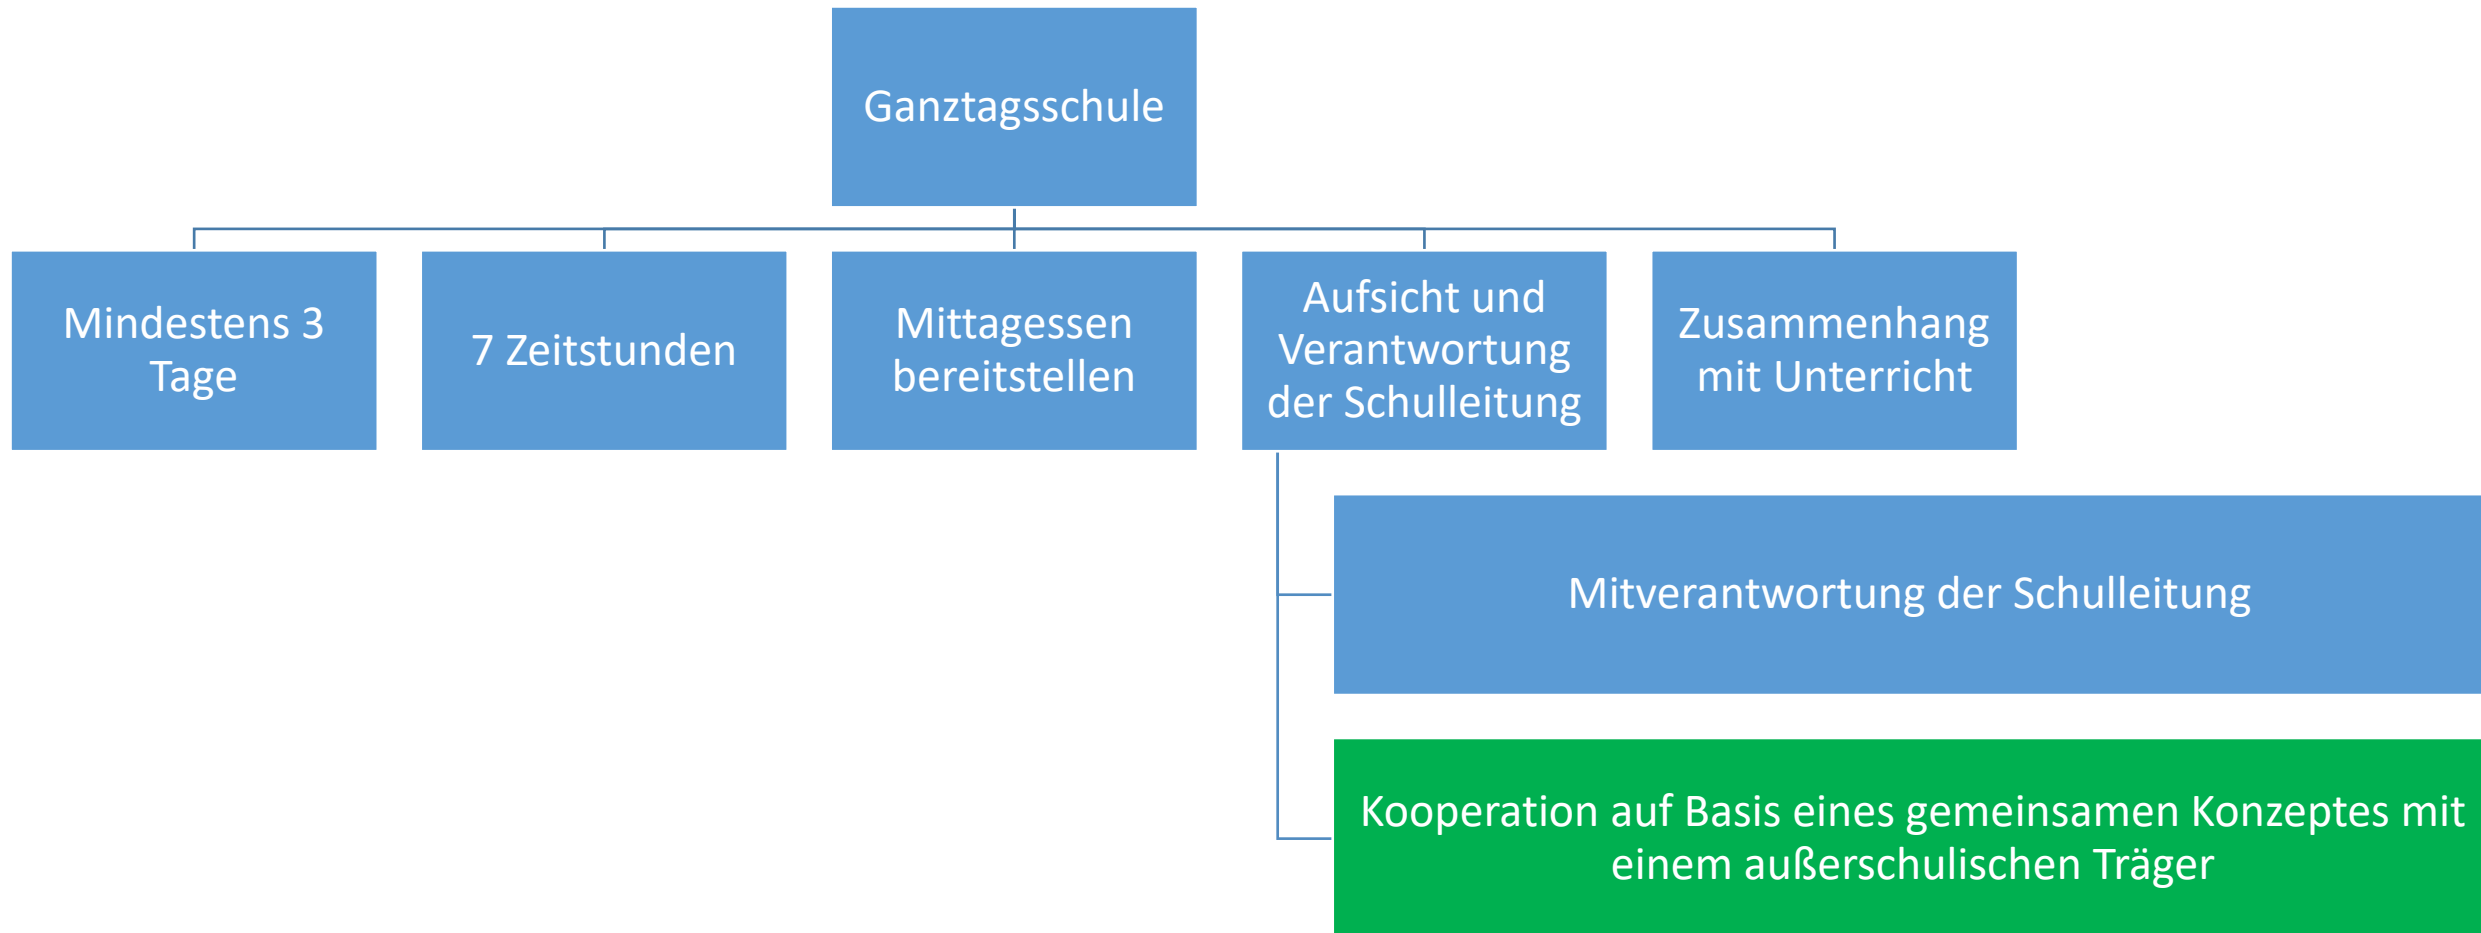 Ganztagsschule
Mindestens 3
Tage
7 Zeitstunden
Mittagessen
bereitstellen
Aufsicht und
Verantwortung
der Schulleitung
Zusammenhang
mit Unterricht
Mitverantwortung der Schulleitung
Kooperation auf Basis eines gemeinsamen Konzeptes mit
einem außerschulischen Träger